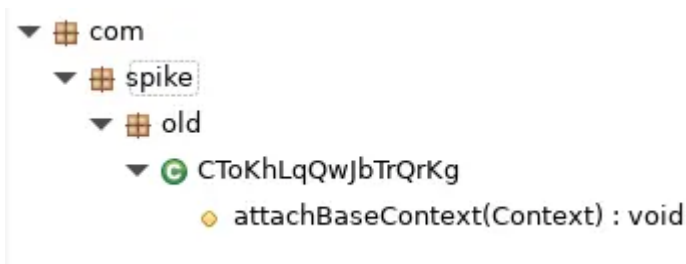 com
spike
old
CToKhLqQwJbTrQrKg
attachBaseContext(Context) : void